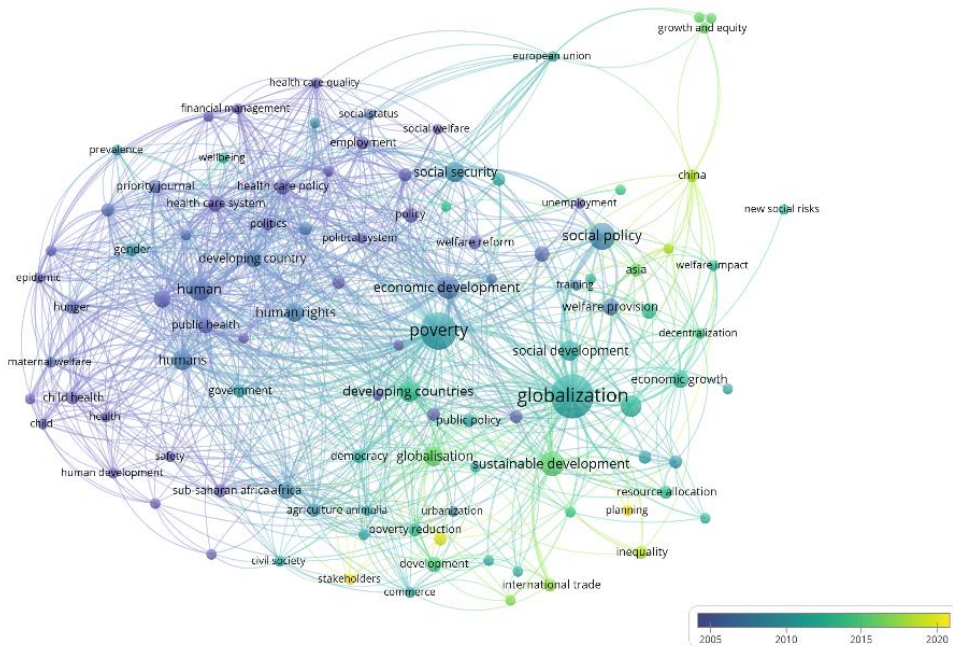 growth and equity
european union
health care quality
financial management
social status
social welfare
employment
prevalence
wellbeing
social security
china
priority journal
health care policy
health care system
unemployment
new social risks
policy
politics
social policy
political system
welfare reform
gender
developing country
asia
welfare impact
epidemic
human
economic development
training
hunger
human rights
welfare provision
public health
poverty
decentralization
social development
maternal welfare
humans
economic growth
government
developing countries
globalization
child health
health
child
public policy
safety
democracy
globalisation
sustainable development
human development
sub-saharan africa
africa
resource allocation
agriculture
animalia
urbanization
planning
poverty reduction
inequality
civil society
development
stakeholders
international trade
commerce
2005
2010
2015
2020